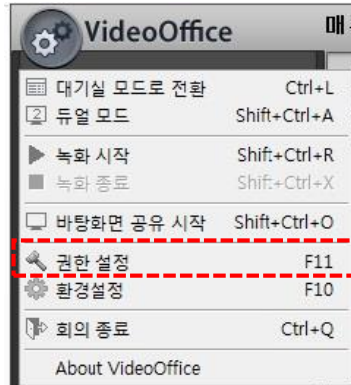 VideoOffice
대기실 모드로 전환 Ctrl+L
2 듀얼 모드 Shift+Ctrl+A
녹화 시작 Shift+Ctrl+R
녹화 종료 Shift+Ctrl+X
바탕화면 공유 시작 Shift+Ctrl+O
권한 설정 F11
환경설정 F10
회의 종료 Ctrl+Q
About VideoOffice